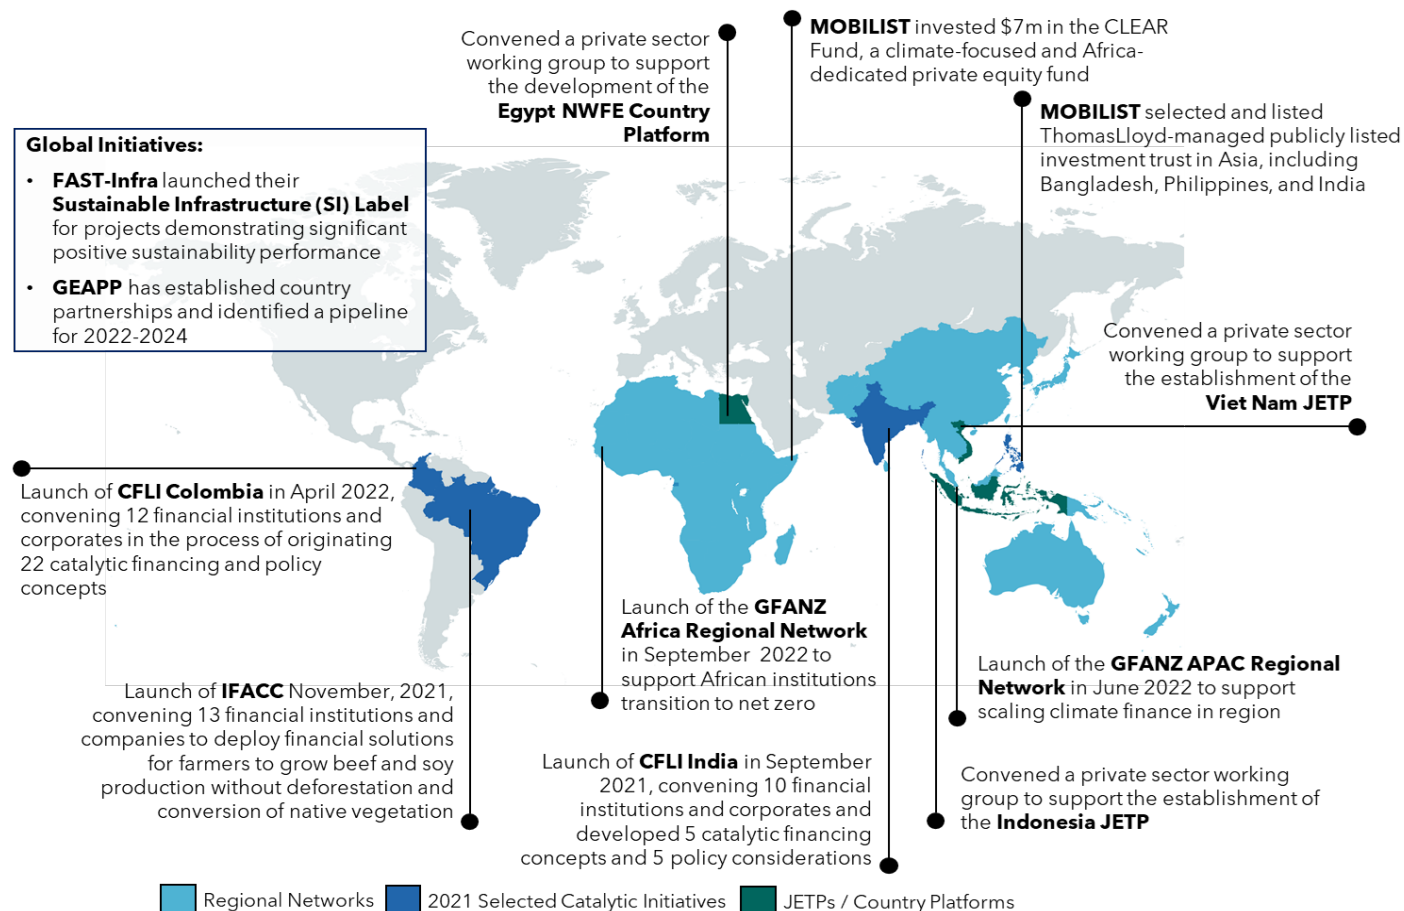 Convened a private sector
working group to support
the development of the
Egypt NWFE Country
Platform
MOBILIST invested $7m in the CLEAR
Fund, a climate-focused and Africa-
dedicated private equity fund
MOBILIST selected and listed
ThomasLloyd-managed publicly listed
investment trust in Asia, including
Bangladesh, Philippines, and India
Global Initiatives:
• FAST-Infra launched their
Sustainable Infrastructure (SI) Label
for projects demonstrating significant
positive sustainability performance
• GEAPP has established country
partnerships and identified a pipeline
for 2022-2024
Convened a private sector
working group to support
the establishment of the
Viet Nam JETP
Launch of CFLI Colombia in April 2022,
convening 12 financial institutions and
corporates in the process of originating
22 catalytic financing and policy
concepts
Launch of the GFANZ
Africa Regional Network
in September 2022 to
support African institutions
transition to net zero
Launch of the GFANZ APAC Regional
Network in June 2022 to support
scaling climate finance in region
Launch of IFACC November, 2021,
convening 13 financial institutions and
companies to deploy financial solutions
for farmers to grow beef and soy
production without deforestation and
conversion of native vegetation
Launch of CFLI India in September
2021, convening 10 financial
institutions and corporates and
developed 5 catalytic financing
concepts and 5 policy considerations
Convened a private sector working
group to support the establishment of
the Indonesia JETP
Regional Networks
2021 Selected Catalytic Initiatives
JETPs / Country Platforms